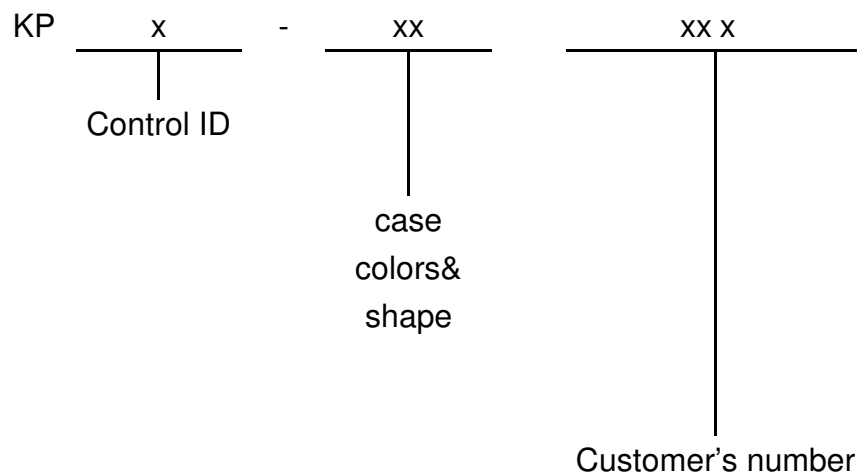 KP x - xx xx x
Control ID
case
colors&
shape
Customer's number